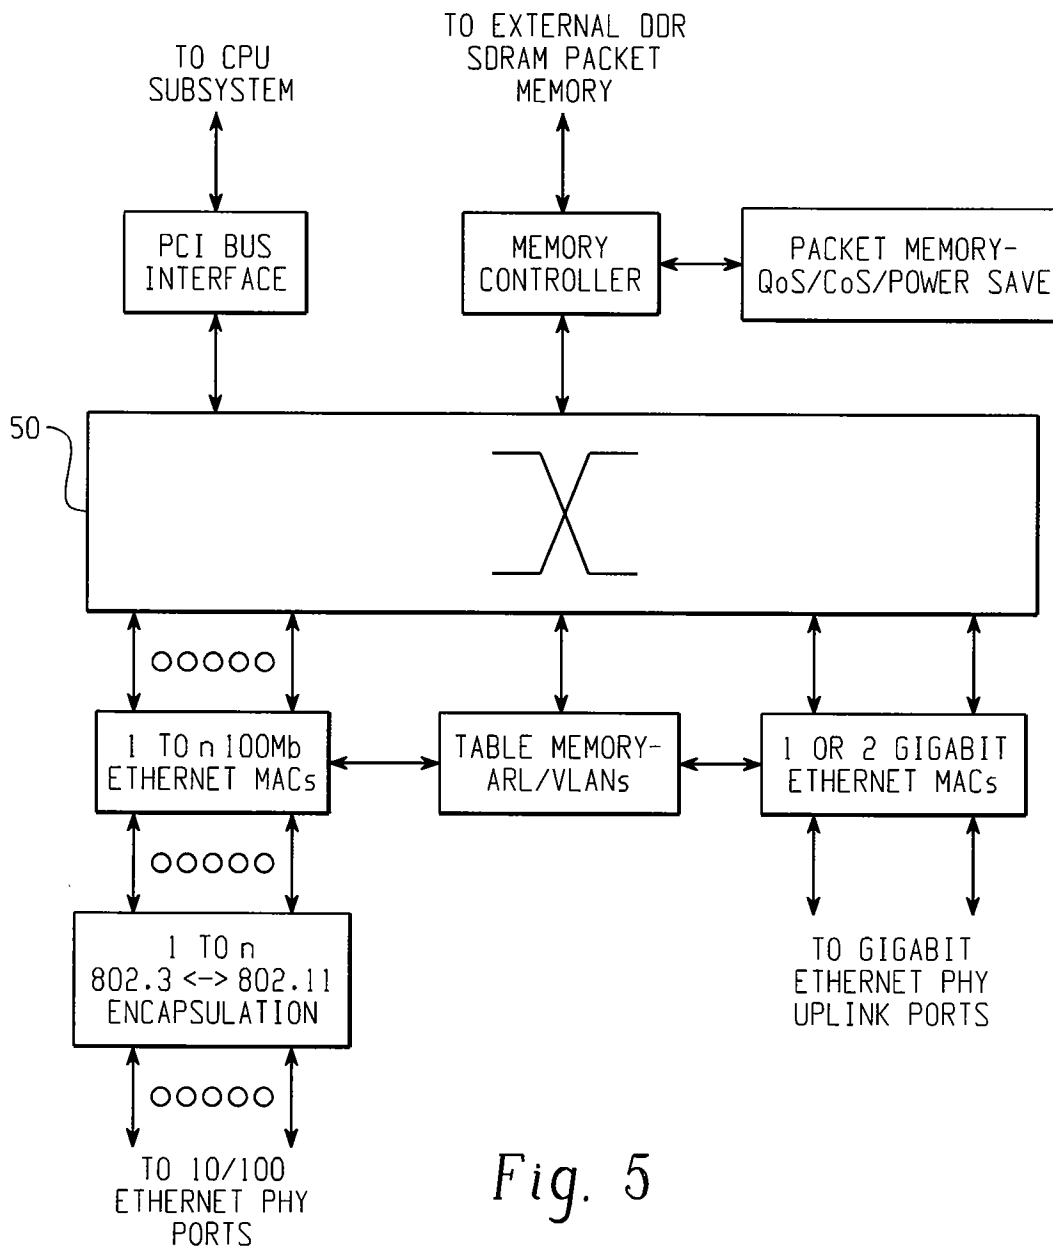 TO CPU
SUBSYSTEM
TO EXTERNAL DDR
SDRAM PACKET
MEMORY
PCI BUS
INTERFACE
MEMORY
CONTROLLER
PACKET MEMORY-
QoS/CoS/POWER SAVE
50
1 TO n 100Mb
ETHERNET MACs
TABLE MEMORY-
ARL/VLANs
1 OR 2 GIGABIT
ETHERNET MACs
1 TO n
802.3 <-> 802.11
ENCAPSULATION
TO GIGABIT
ETHERNET PHY
UPLINK PORTS
TO 10/100
ETHERNET PHY
PORTS
Fig. 5